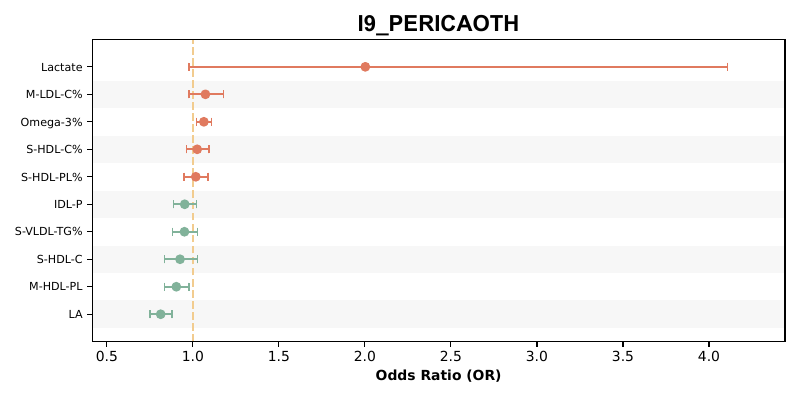 I9_PERICAOTH
Lactate
M-LDL-C%
Omega-3%
S-HDL-C%
S-HDL-PL%
IDL-P
S-VLDL-TG%
S-HDL-C
M-HDL-PL
LA
0.5 1.0 1.5 2.0 2.5 3.0 3.5 4.0
Odds Ratio (OR)